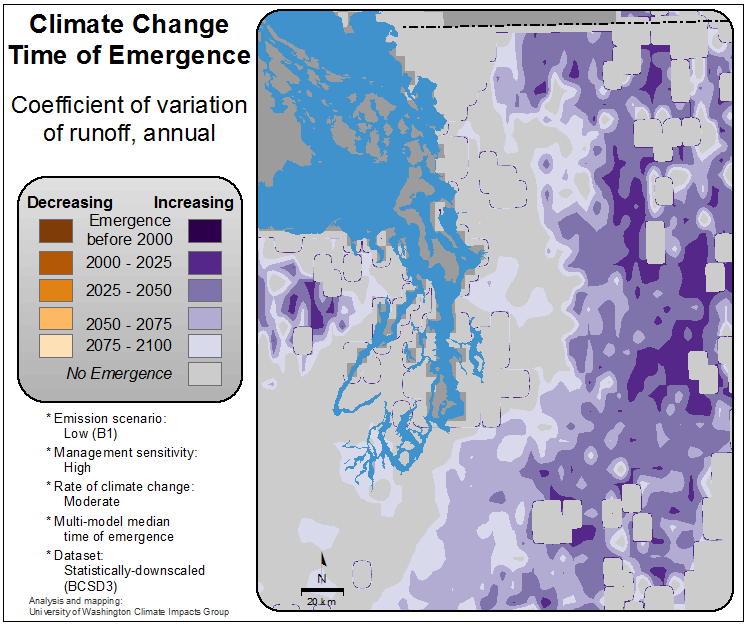 Climate Change
Time of Emergence
Coefficient of variation
of runoff, annual
Decreasing Increasing
Emergence
before 2000
2000 - 2025
2025 - 2050
2050 - 2075
2075 - 2100
No Emergence
* Emission scenario:
Low (B1)
* Management sensitivity:
High
* Rate of climate change:
Moderate
* Multi-model median
time of emergence
* Dataset:
Statistically-downscaled
(BCSD3)
Analysis and mapping:
University of Washington Climate Impacts Group
N
20 km